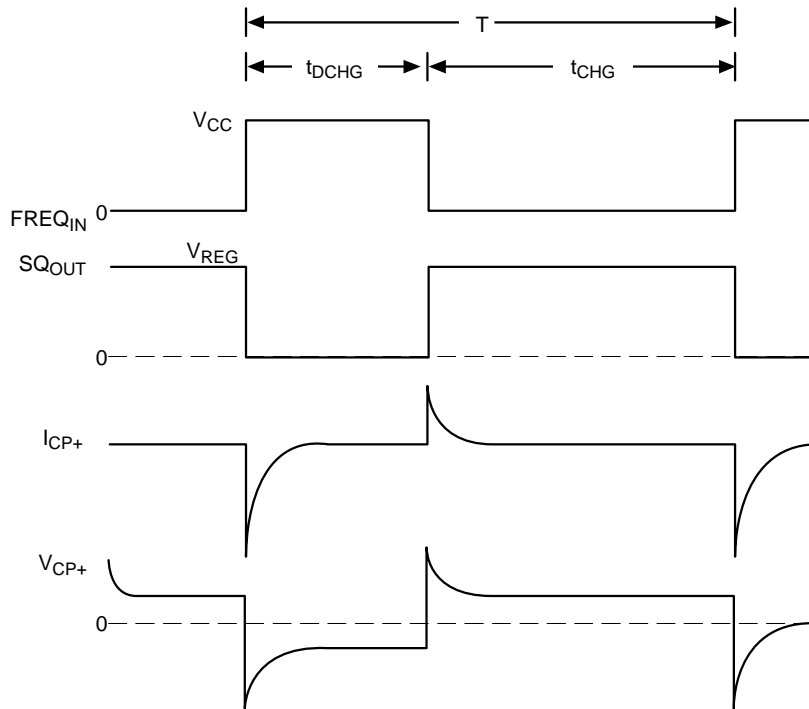 T
tDCHG tCHG
VCC
0
FREQIN
VREG
SQOUT
0
ICP+
VCP+
0